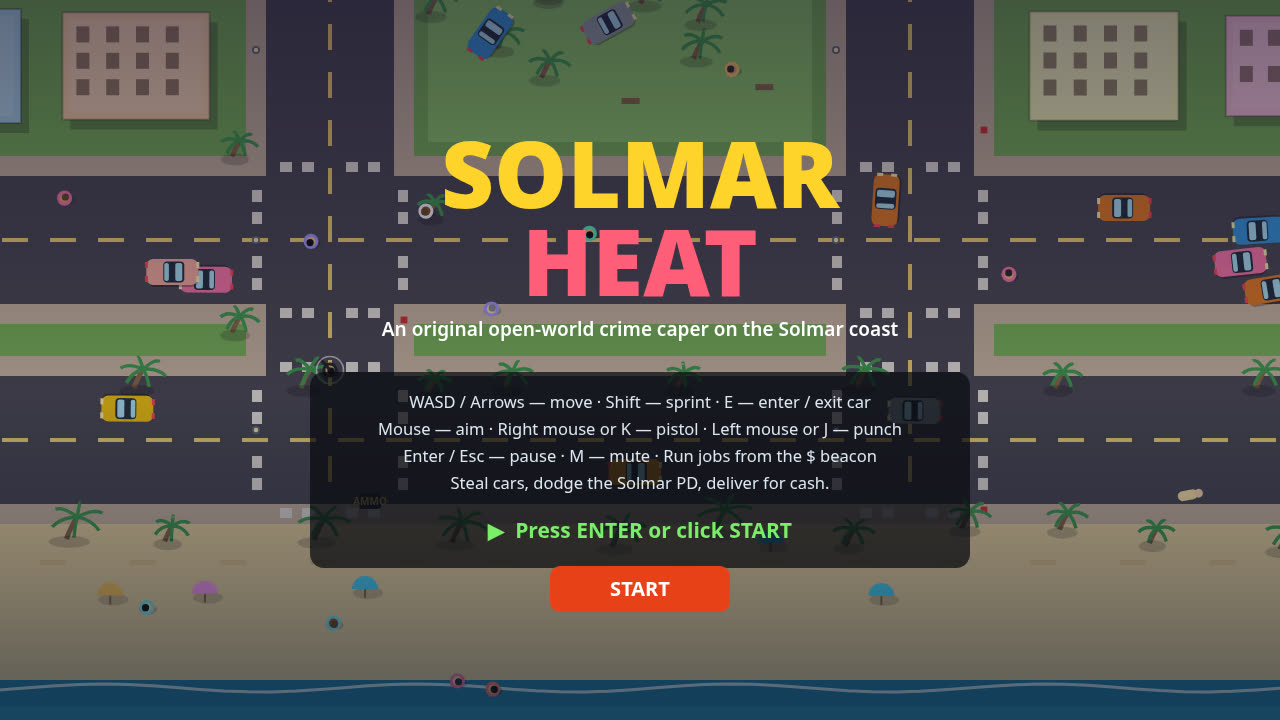 SOLMAR
HEAT
An original open-world crime caper on the Solmar coast
WASD / Arrows — move · Shift — sprint · E — enter / exit car
Mouse — aim · Right mouse or K — pistol · Left mouse or J — punch
Enter / Esc — pause · M — mute · Run jobs from the $ beacon
Steal cars, dodge the Solmar PD, deliver for cash.
AMMO
▶ Press ENTER or click START
START